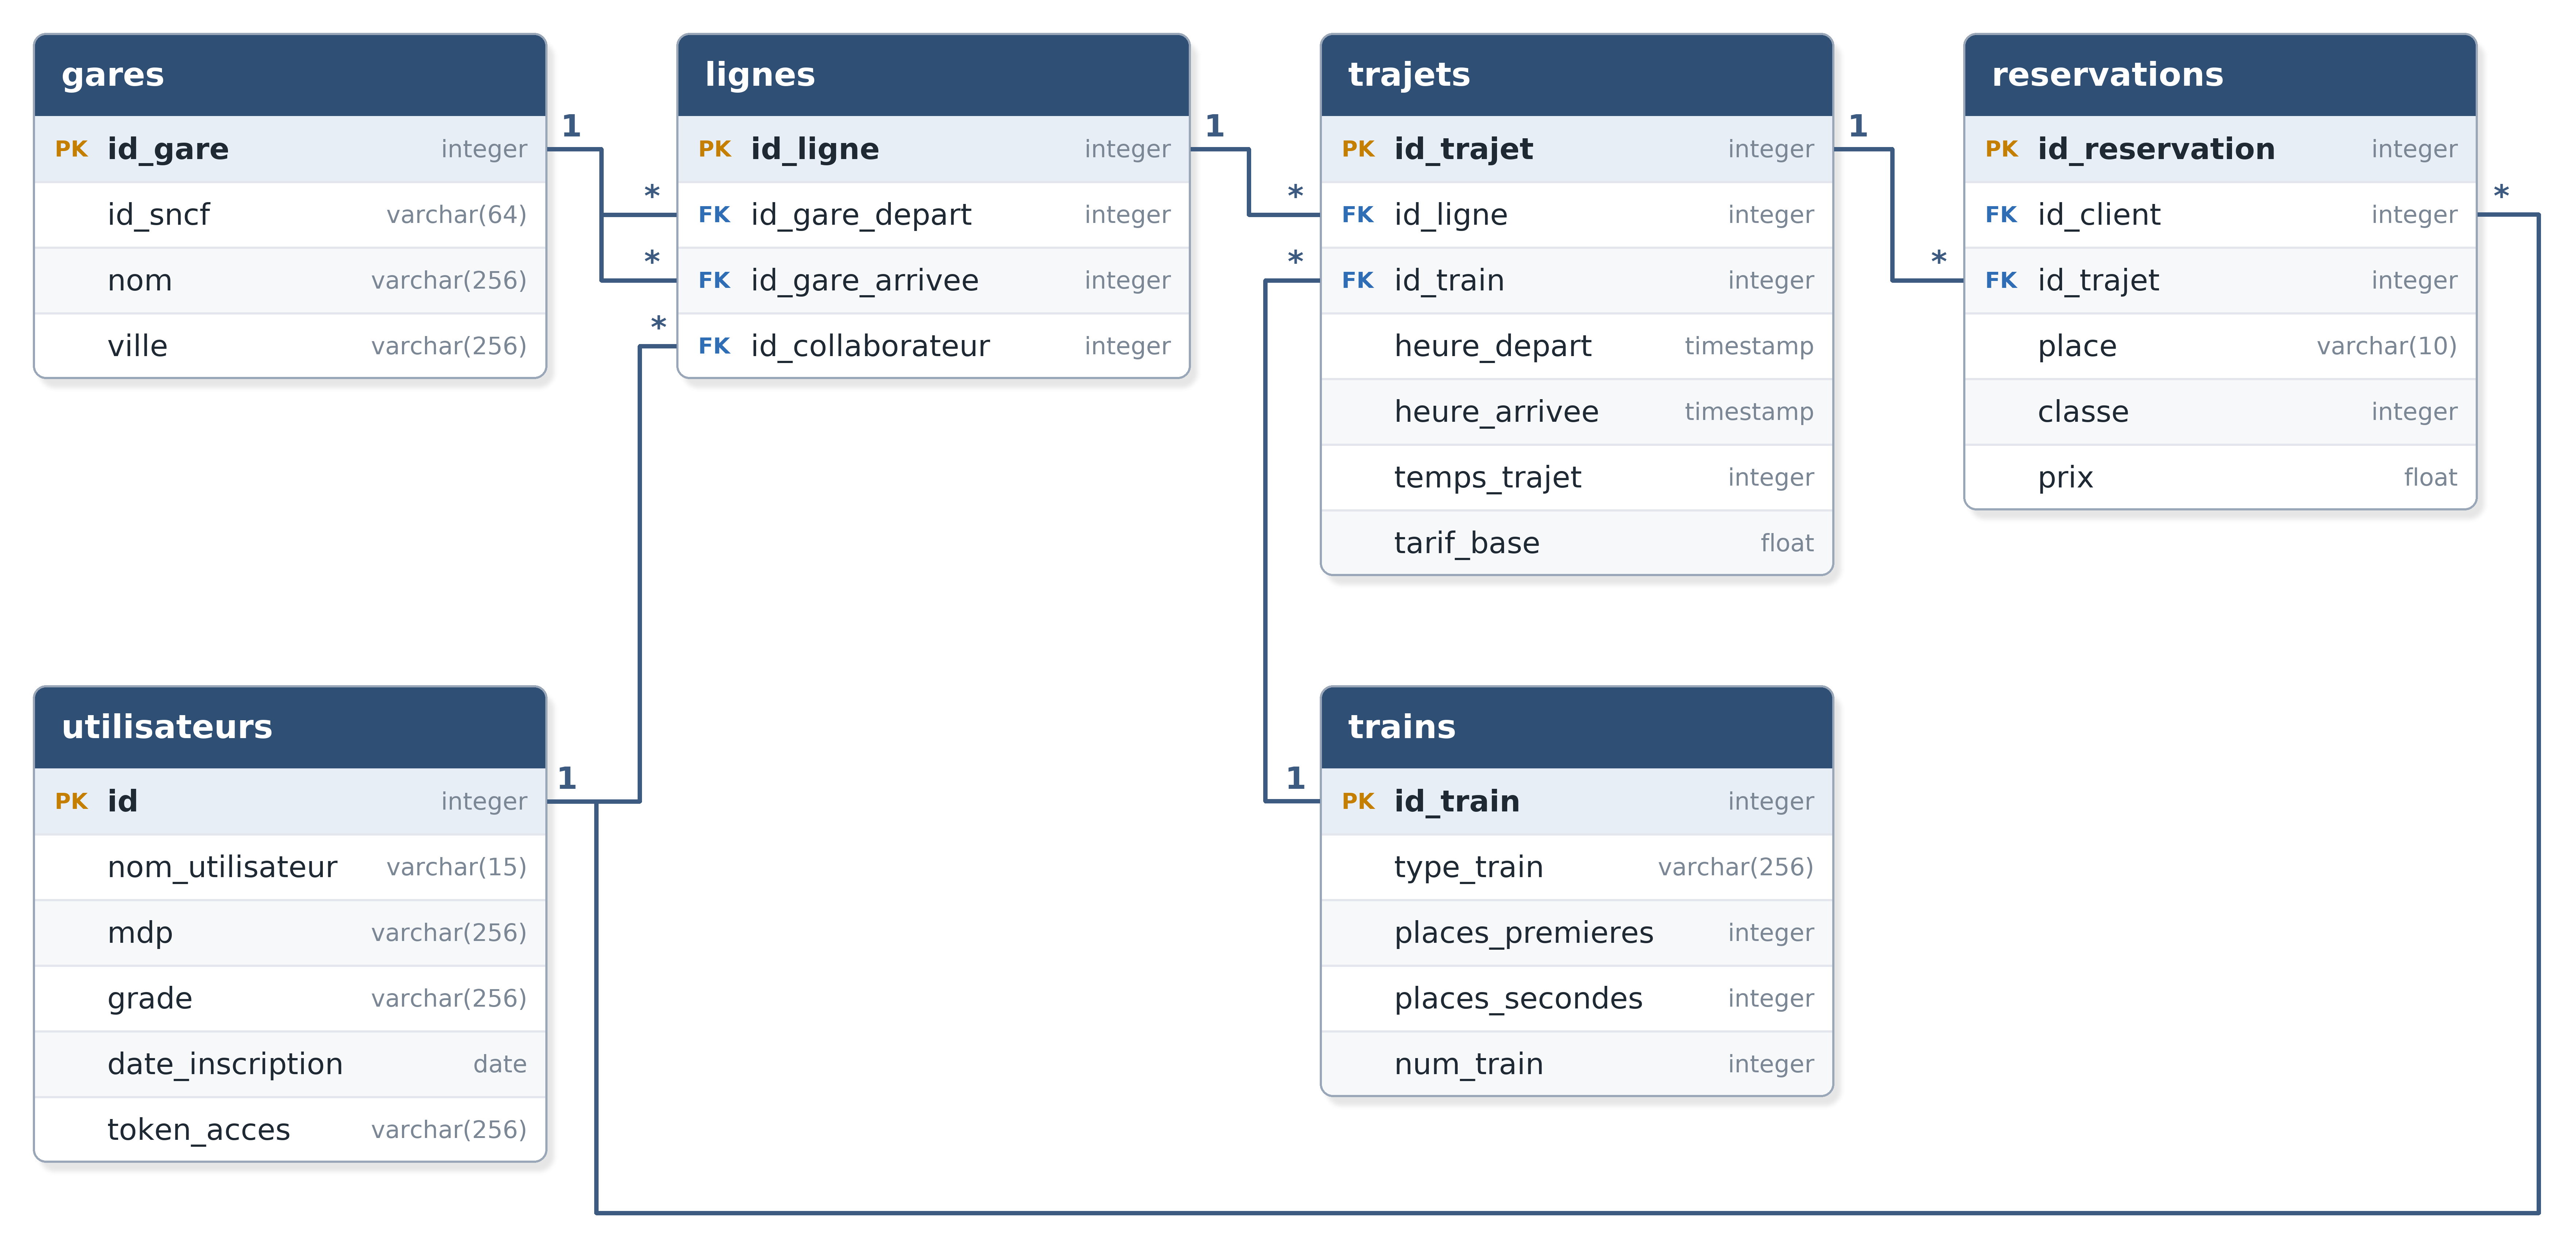 gares
PK id_gare integer
id_sncf varchar(64)
nom varchar(256)
ville varchar(256)
1
*
*
*
lignes
PK id_ligne integer
FK id_gare_depart integer
FK id_gare_arrivee integer
FK id_collaborateur integer
1
*
*
trajets
PK id_trajet integer
FK id_ligne integer
FK id_train integer
heure_depart timestamp
heure_arrivee timestamp
temps_trajet integer
tarif_base float
1
*
reservations
PK id_reservation integer
FK id_client integer
FK id_trajet integer
place varchar(10)
classe integer
prix float
*
utilisateurs
PK id integer
nom_utilisateur varchar(15)
mdp varchar(256)
grade varchar(256)
date_inscription date
token_acces varchar(256)
1
1
trains
PK id_train integer
type_train varchar(256)
places_premieres integer
places_secondes integer
num_train integer